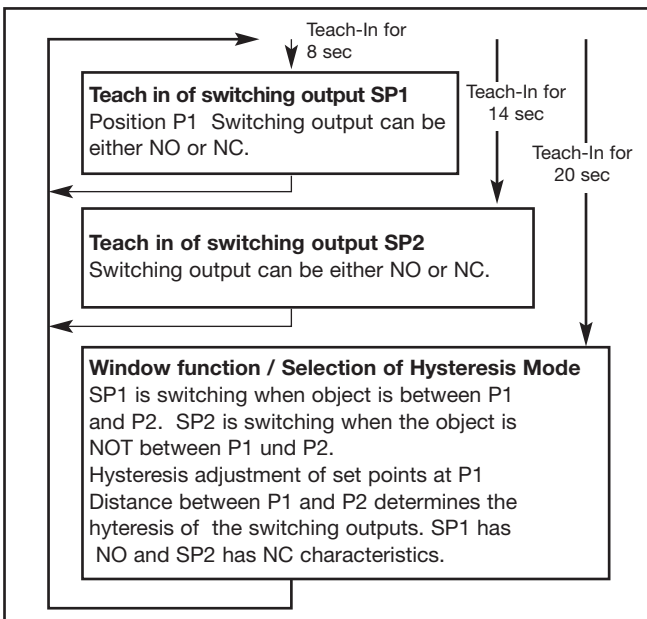 Teach-In for
8 sec
Teach in of switching output SP1
Position P1 Switching output can be
either NO or NC.
Teach-In for
14 sec
Teach-In for
20 sec
Teach in of switching output SP2
Switching output can be either NO or NC.
Window function / Selection of Hysteresis Mode
SP1 is switching when object is between P1
and P2. SP2 is switching when the object is
NOT between P1 und P2.
Hysteresis adjustment of set points at P1
Distance between P1 and P2 determines the
hyteresis of the switching outputs. SP1 has
NO and SP2 has NC characteristics.